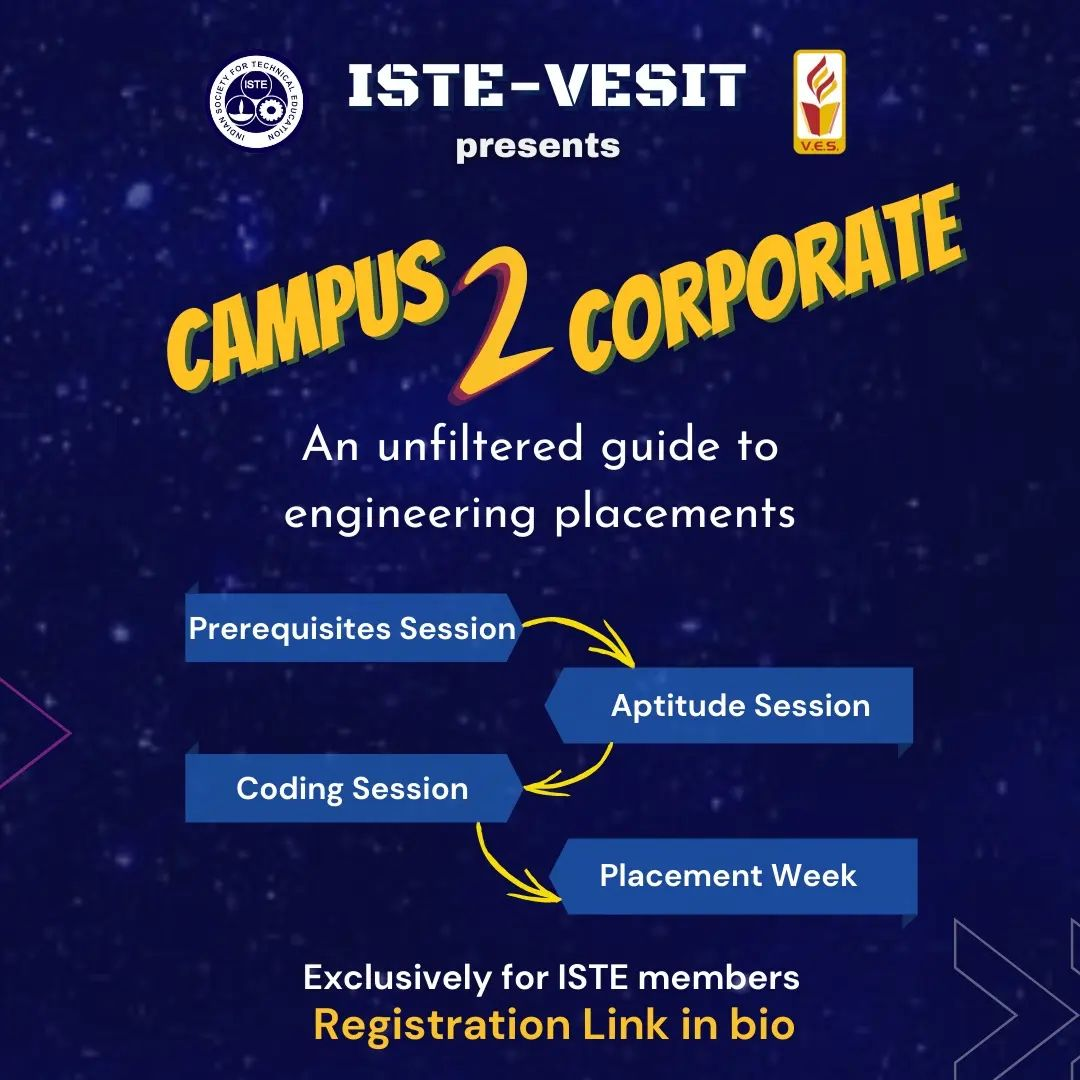 INDIAN SOCIETY FOR TECHNICAL EDUCATION
ISTE
ISTE-VESIT
V.E.S.
presents
CAMPUS 2 CORPORATE
An unfiltered guide to
engineering placements
Prerequisites Session
Aptitude Session
Coding Session
Placement Week
Exclusively for ISTE members
Registration Link in bio